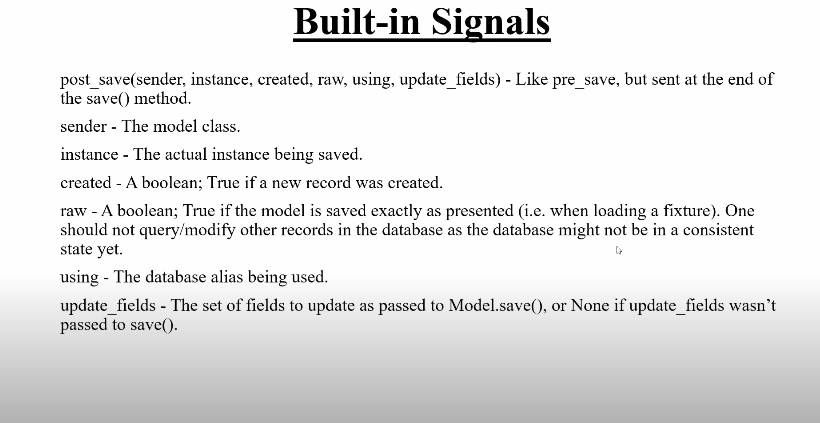 Built-in Signals
post_save(sender, instance, created, raw, using, update_fields) - Like pre_save, but sent at the end of
the save() method.
sender - The model class.
instance - The actual instance being saved.
created - A boolean; True if a new record was created.
raw - A boolean; True if the model is saved exactly as presented (i.e. when loading a fixture). One
should not query/modify other records in the database as the database might not be in a consistent
state yet.
using - The database alias being used.
update_fields - The set of fields to update as passed to Model.save(), or None if update_fields wasn’t
passed to save().